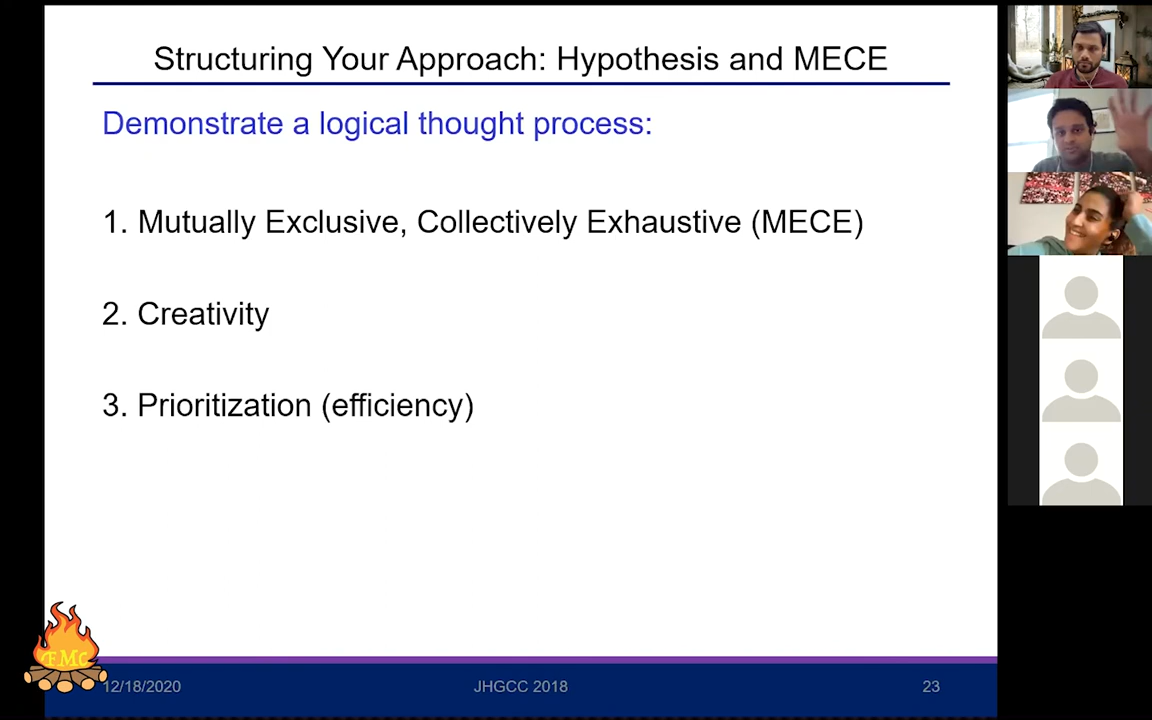 Structuring Your Approach: Hypothesis and MECE
Demonstrate a logical thought process:
1. Mutually Exclusive, Collectively Exhaustive (MECE)
2. Creativity
3. Prioritization (efficiency)
FMC
12/18/2020
JHGCC 2018
23